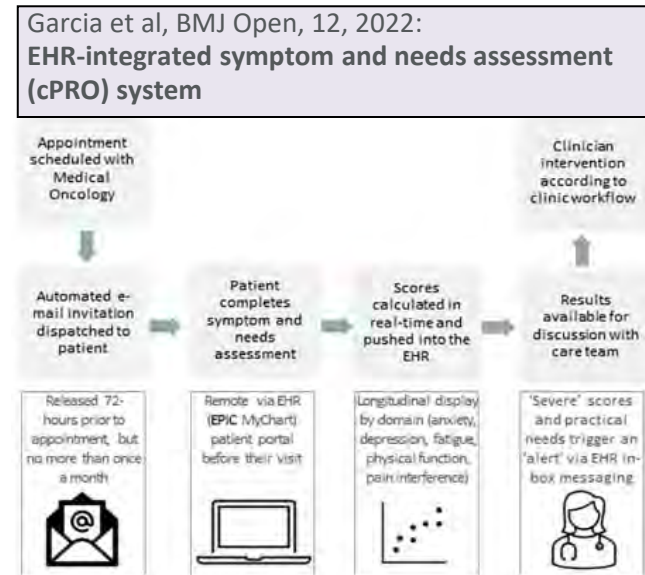 Garcia et al, BMJ Open, 12, 2022:
EHR-integrated symptom and needs assessment
(cPRO) system
Appointment
scheduled with
Medical
Oncology
Clinician
intervention
according to
clinic workflow
Automated e-
mail invitation
dispatched to
patient
Patient
completes
symptom and
needs
assessment
Scores
calculated in
real-time and
pushed into the
EHR
Results
available for
discussion with
care team
Released 72-
hours prior to
appointment, but
no more than once
a month
Remote via EHR
(EPIC MyChart)
patient portal
before their visit
Longitudinal display
by domain (anxiety,
depression, fatigue,
physical function,
pain interference)
'Severe' scores
and practical
needs trigger an
'alert' via EHR in-
box messaging
@